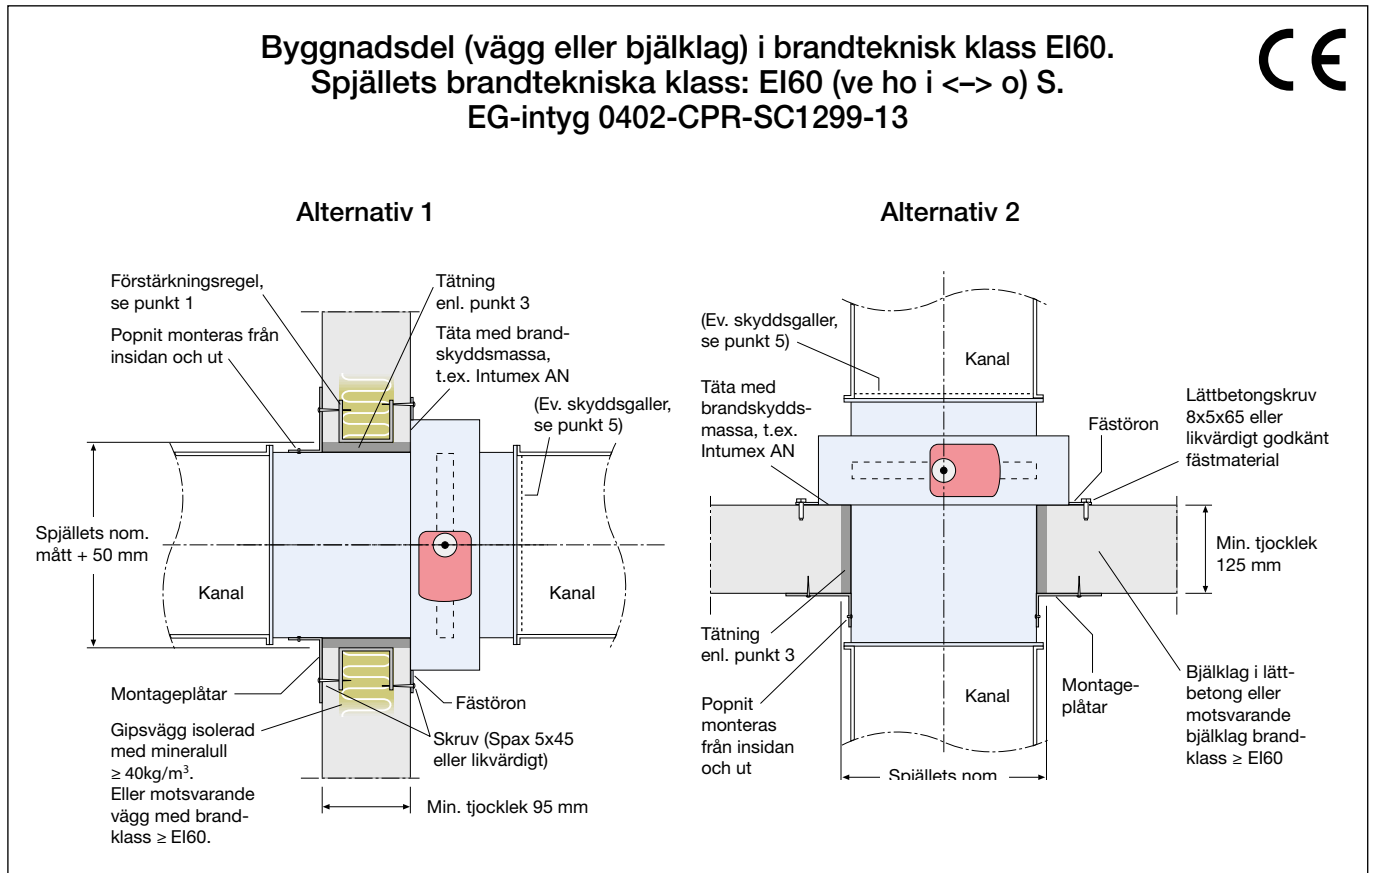 Byggnadsdel (vägg eller bjälklag) i brandteknisk klass EI60.
Spjällets brandtekniska klass: EI60 (ve ho i <–> o) S.
EG-intyg 0402-CPR-SC1299-13
CE
Alternativ 1
Förstärkningsregel,
se punkt 1
Popnit monteras från
insidan och ut
Tätning
enl. punkt 3
Täta med brand-
skyddsmassa,
t.ex. Intumex AN
(Ev. skyddsgaller,
se punkt 5)
Spjällets nom.
mått + 50 mm
Kanal
Kanal
Montageplåtar
Gipsvägg isolerad
med mineralull
≥ 40kg/m³.
Eller motsvarande
vägg med brand-
klass ≥ EI60.
Fästöron
Skruv (Spax 5x45
eller likvärdigt)
Min. tjocklek 95 mm
Alternativ 2
(Ev. skyddsgaller,
se punkt 5)
Kanal
Täta med
brandskydds-
massa, t.ex.
Intumex AN
Fästöron
Lättbetongskruv
8x5x65 eller
likvärdigt godkänt
fästmaterial
Min. tjocklek
125 mm
Tätning
enl. punkt 3
Popnit
monteras
från insidan
och ut
Kanal
Montage-
plåtar
Bjälklag i lätt-
betong eller
motsvarande
bjälklag brand-
klass ≥ EI60
Spjällets nom